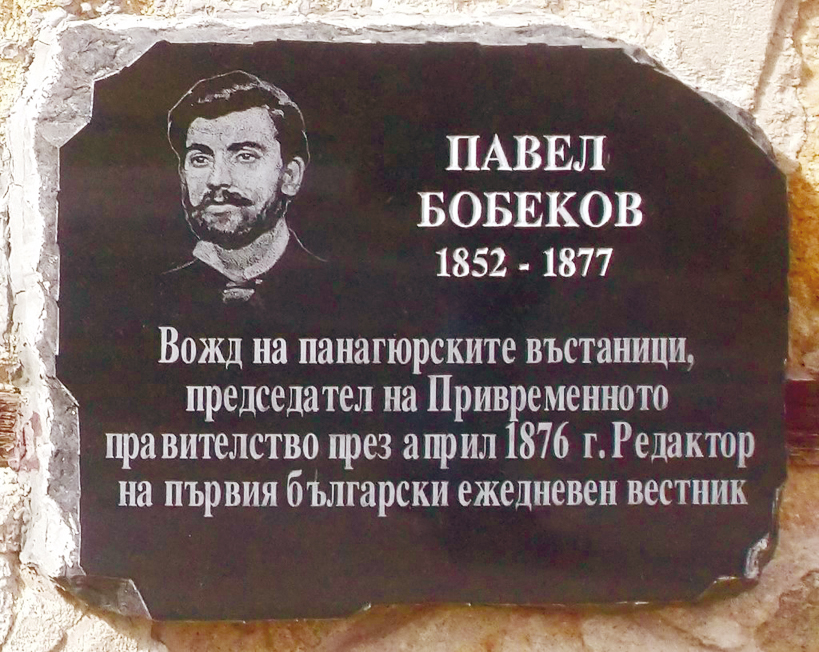 ПАВЕЛ
БОБЕКОВ
1852 - 1877
Вожд на панагюрските въстаници,
председател на Привременното
правителство през април 1876 г. Редактор
на първия български ежедневен вестник